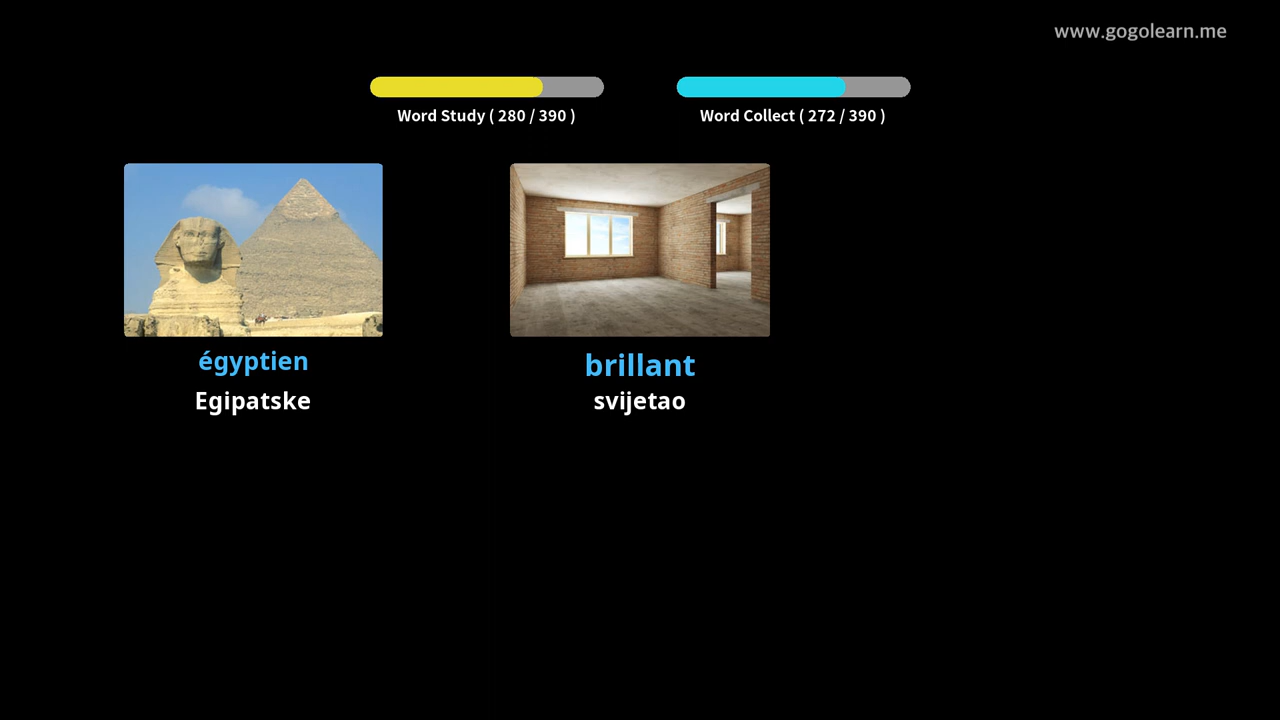 www.gogolearn.me
Word Study ( 280 / 390 )
Word Collect ( 272 / 390 )
égyptien
Egipatske
brillant
svijetao